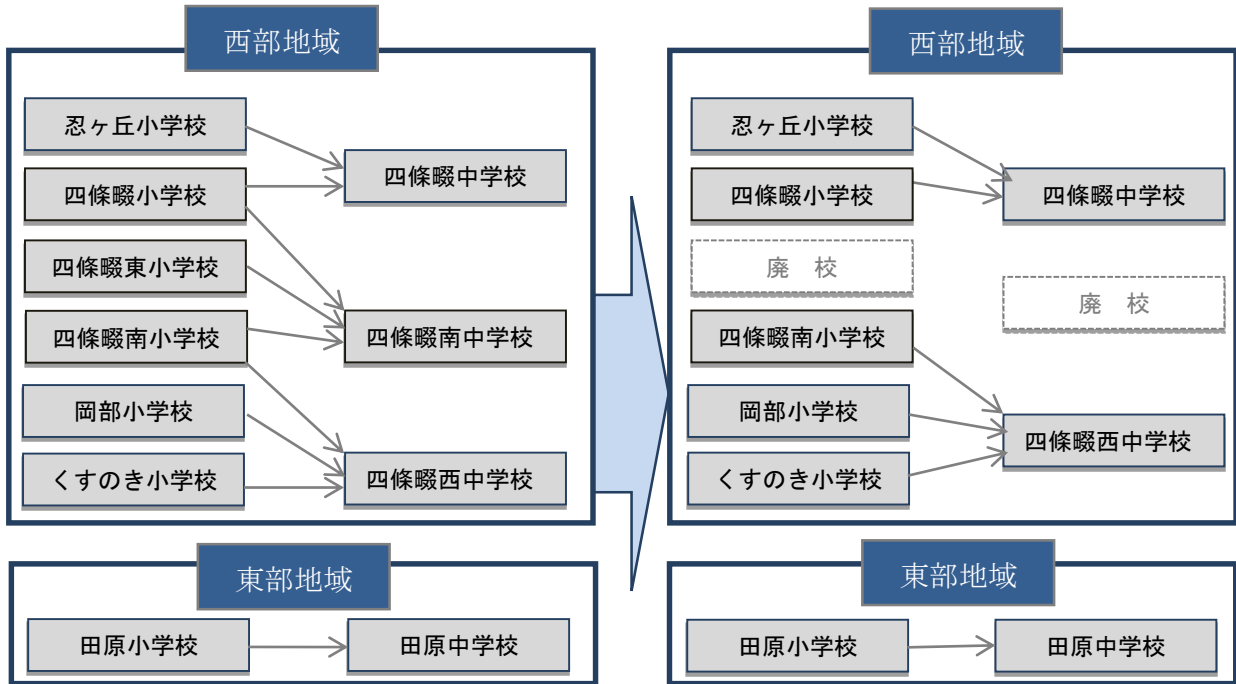 西部地域
忍ヶ丘小学校
四條畷小学校
四條畷東小学校
四條畷南小学校
岡部小学校
くすのき小学校
四條畷中学校
四條畷南中学校
四條畷西中学校
東部地域
田原小学校
田原中学校
西部地域
忍ヶ丘小学校
四條畷小学校
廃 校
四條畷南小学校
岡部小学校
くすのき小学校
四條畷中学校
廃 校
四條畷西中学校
東部地域
田原小学校
田原中学校